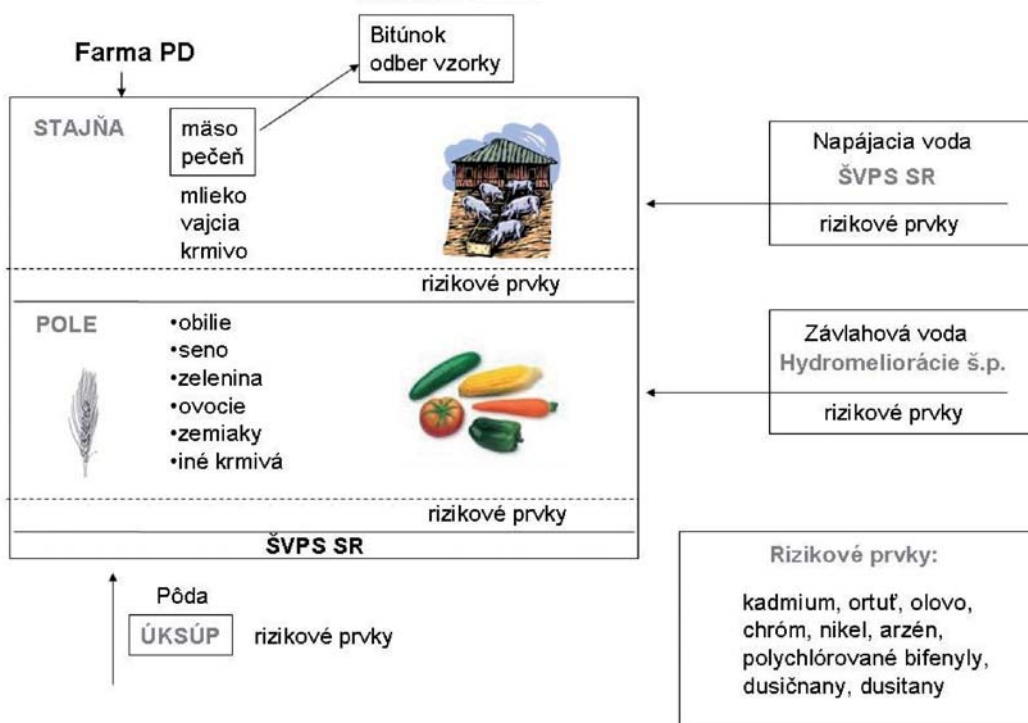 Bitúnok
odber vzorky
Farma PD
STAJŇA
mäso
pečeň
mlieko
vajcia
krmivo
rizikové prvky
Napájacia voda
ŠVPS SR
rizikové prvky
POLE
•obilie
•seno
•zelenina
•ovocie
•zemiaky
•iné krmivá
rizikové prvky
Závlahová voda
Hydromeliorácie š.p.
rizikové prvky
ŠVPS SR
Pôda
ÚKSÚP rizikové prvky
Rizikové prvky:
kadmium, ortuť, olovo,
chróm, nikel, arzén,
polychlórované bifenyly,
dusičnany, dusitany